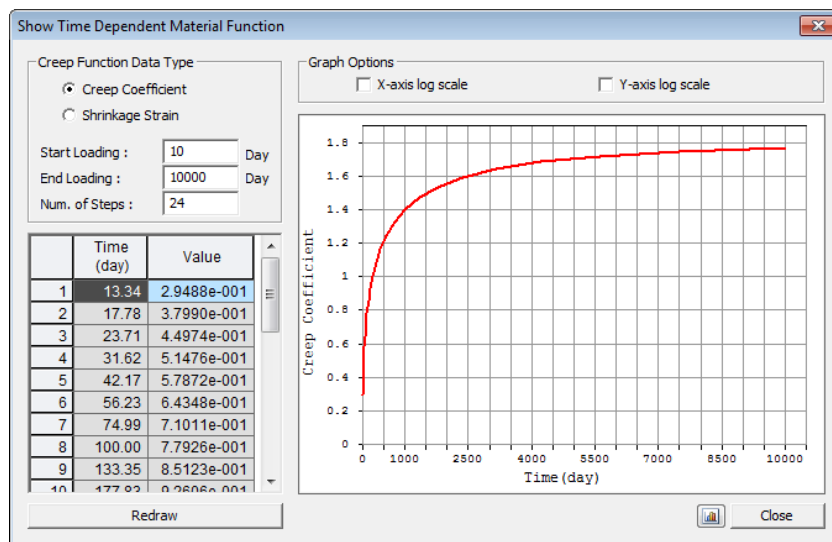 Show Time Dependent Material Function
Creep Function Data Type
Creep Coefficient
Shrinkage Strain
Start Loading : 10 Day
End Loading : 10000 Day
Num. of Steps : 24
Time (day) Value
1 13.34 2.9488e-001
2 17.78 3.7990e-001
3 23.71 4.4974e-001
4 31.62 5.1476e-001
5 42.17 5.7872e-001
6 56.23 6.4348e-001
7 74.99 7.1011e-001
8 100.00 7.7926e-001
9 133.35 8.5123e-001
10 177.83 9.2606e-001
Redraw
Graph Options
X-axis log scale Y-axis log scale
1.8
1.6
1.4
1.2
1
0.8
0.6
0.4
0.2
0
Creep Coefficient
0 1000 2500 4000 5500 7000 8500 10000
Time(day)
Close